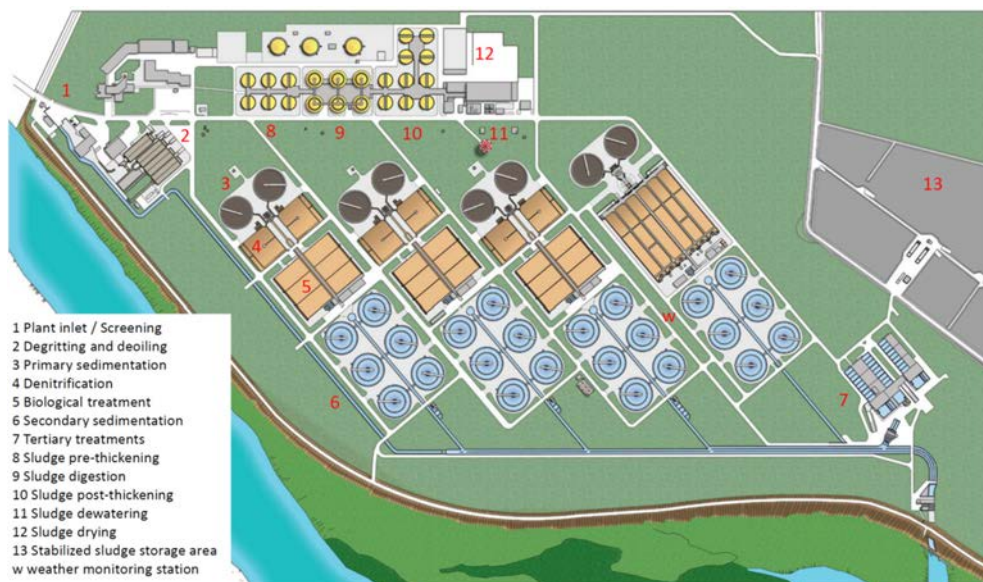 1
2
3
4
5
6
7
8
9
10
11
12
13
w
1 Plant inlet / Screening
2 Degritting and deoiling
3 Primary sedimentation
4 Denitrification
5 Biological treatment
6 Secondary sedimentation
7 Tertiary treatments
8 Sludge pre-thickening
9 Sludge digestion
10 Sludge post-thickening
11 Sludge dewatering
12 Sludge drying
13 Stabilized sludge storage area
w weather monitoring station